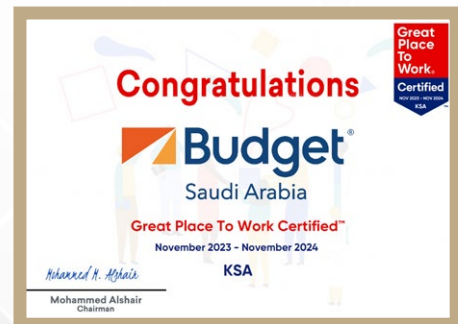 Great
Place
To
Work.
Certified
NOV 2023 - NOV 2024
KSA
Congratulations
Budget®
Saudi Arabia
Great Place To Work Certified™
November 2023 - November 2024
KSA
Mohammed H. Alshair
Mohammed Alshair
Chairman